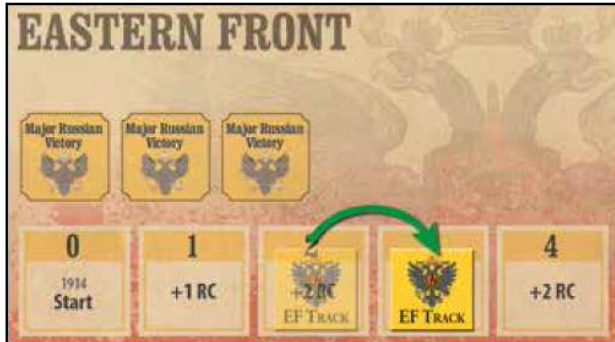 EASTERN FRONT
Major Russian Major Russian Major Russian
Victory Victory Victory
0 1 2 4
1914
Start +1 RC +2 RC +2 RC
EF TRACK EF TRACK